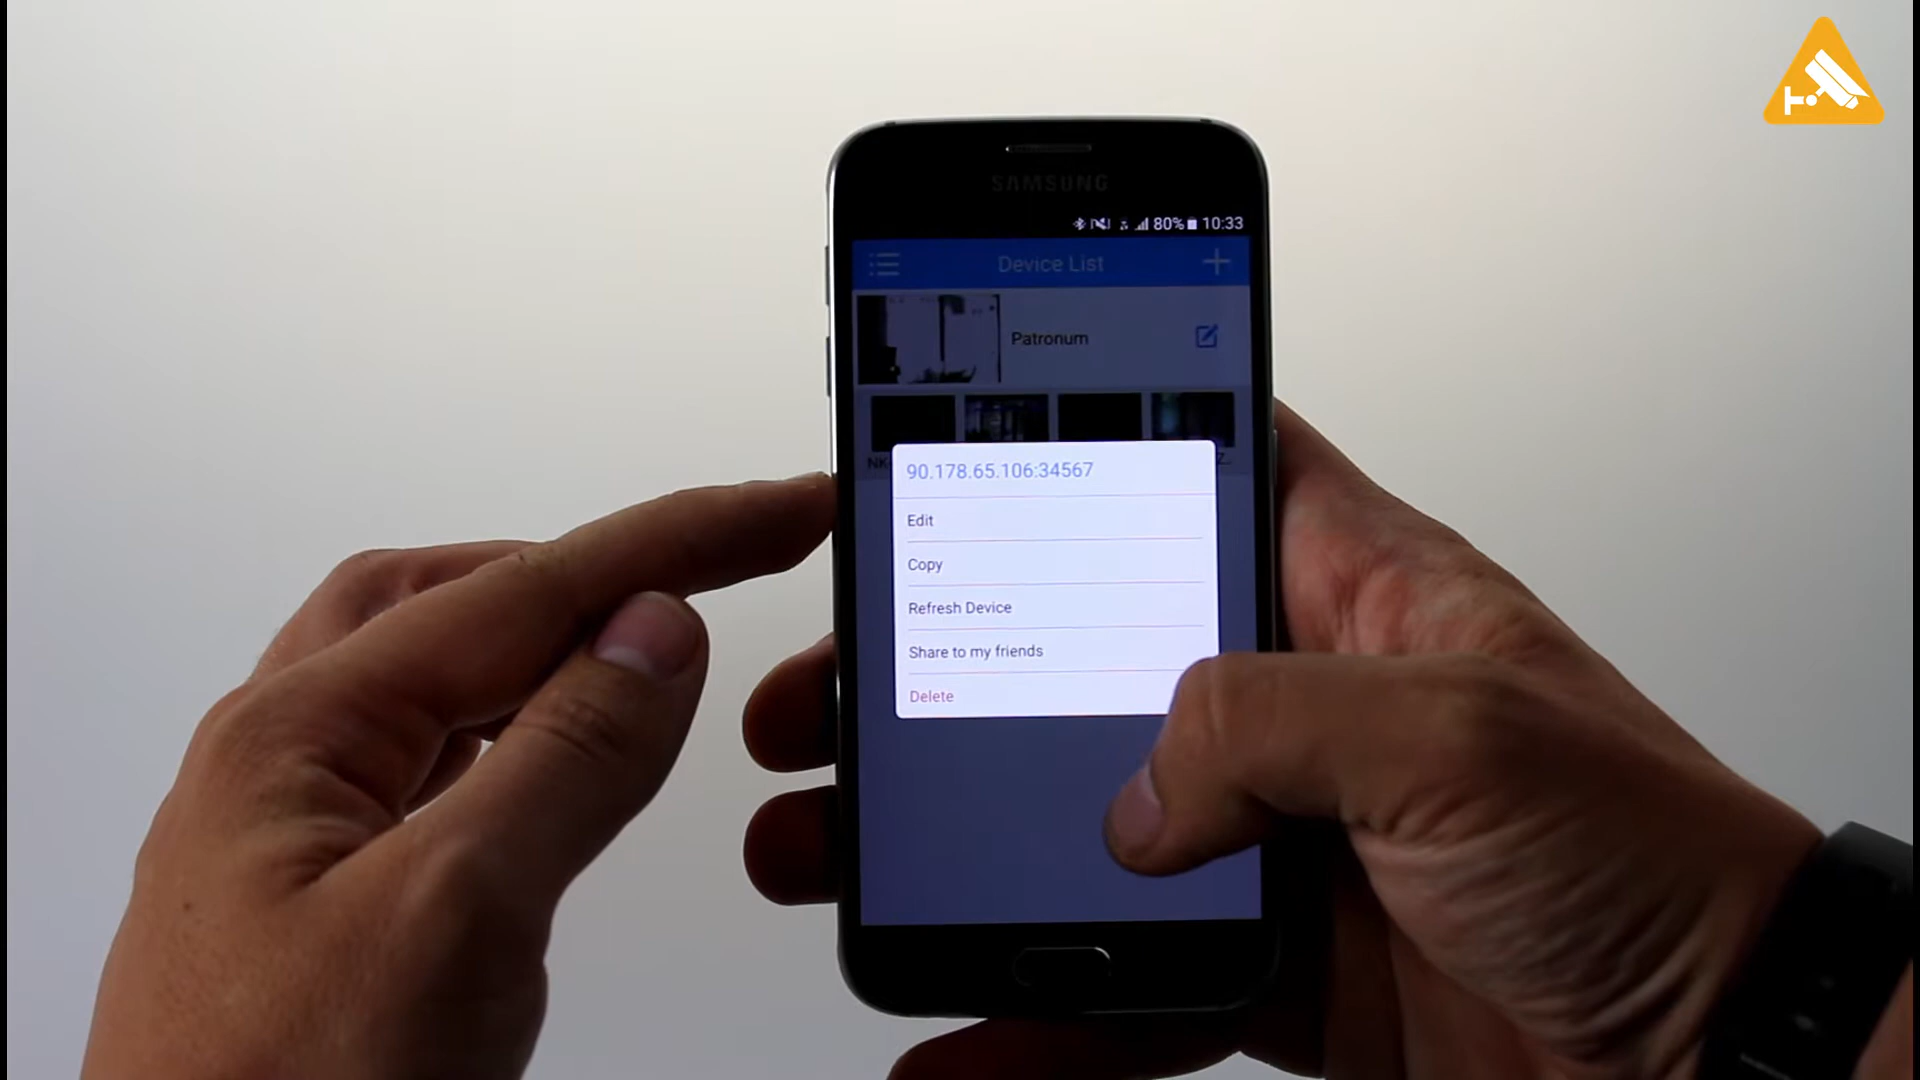 SAMSUNG
80% 10:33
Device List
Patronum
NK
Z...
90.178.65.106:34567
Edit
Copy
Refresh Device
Share to my friends
Delete